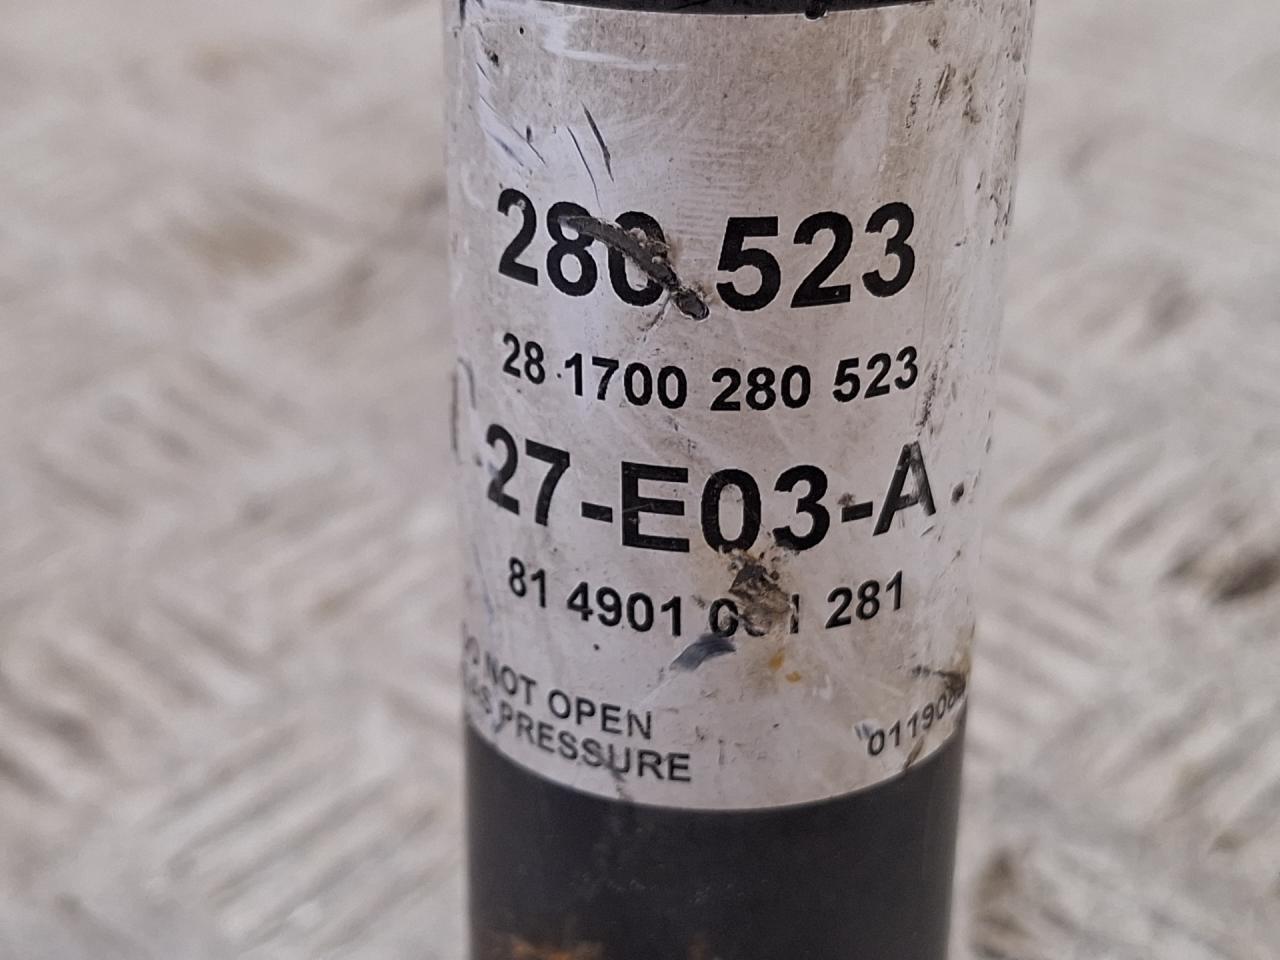 280 523
28 1700 280 523
27-E03-A
81 4901 281
NOT OPEN
PRESSURE